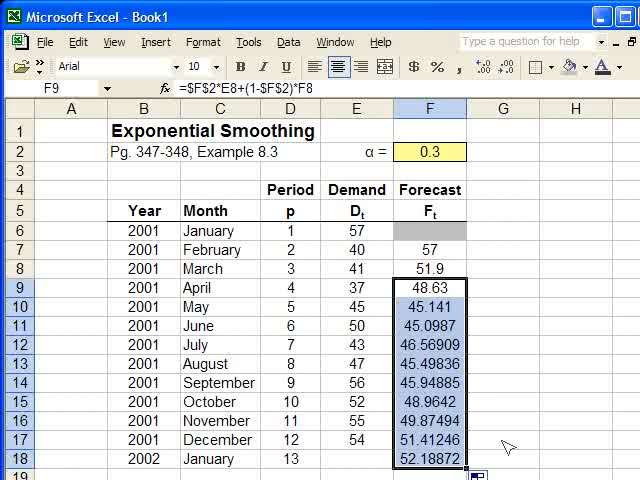 Microsoft Excel - Book1
File Edit View Insert Format Tools Data Window Help Type a question for help
Arial 10 B I U $ % , .00 .0 A
F9 fx =$F$2*E8+(1-$F$2)*F8
A B C D E F G H
1 Exponential Smoothing
2 Pg. 347-348, Example 8.3 α = 0.3
3
4 Period Demand Forecast
5 Year Month p Dt Ft
6 2001 January 1 57
7 2001 February 2 40 57
8 2001 March 3 41 51.9
9 2001 April 4 37 48.63
10 2001 May 5 45 45.141
11 2001 June 6 50 45.0987
12 2001 July 7 43 46.56909
13 2001 August 8 47 45.49836
14 2001 September 9 56 45.94885
15 2001 October 10 52 48.9642
16 2001 November 11 55 49.87494
17 2001 December 12 54 51.41246
18 2002 January 13 52.18872
19